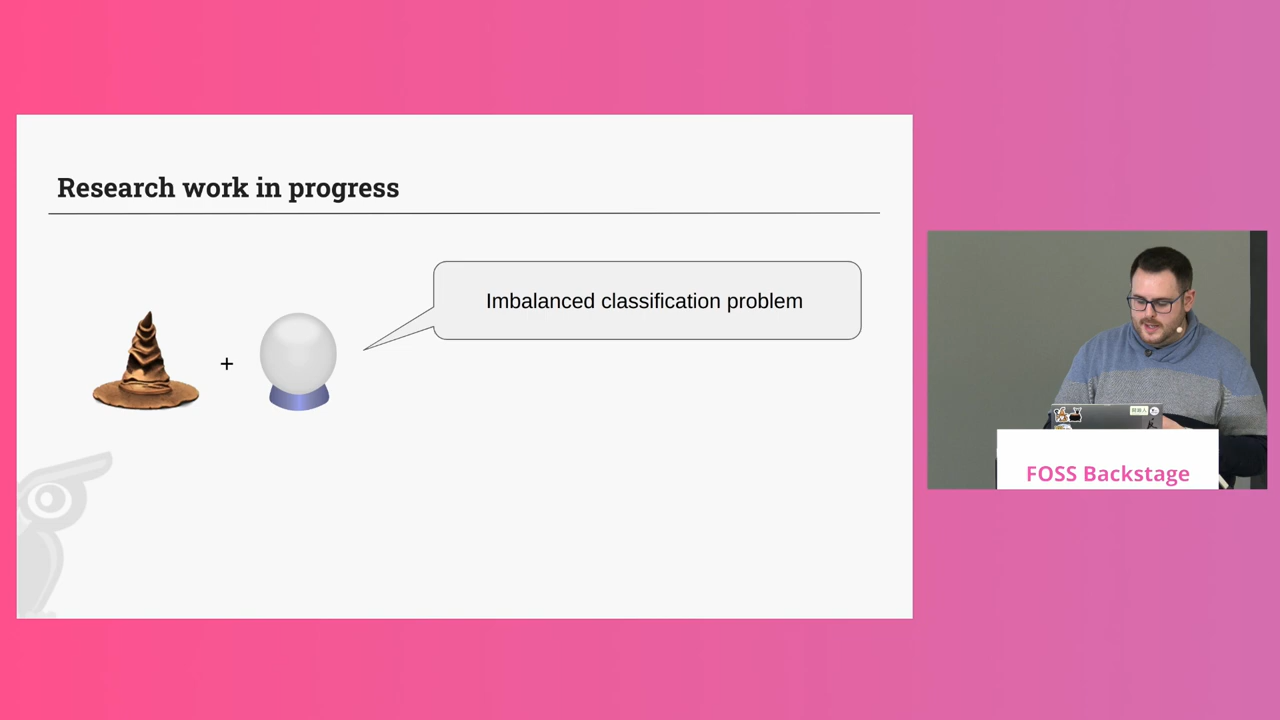 Research work in progress
Imbalanced classification problem
+
FOSS Backstage